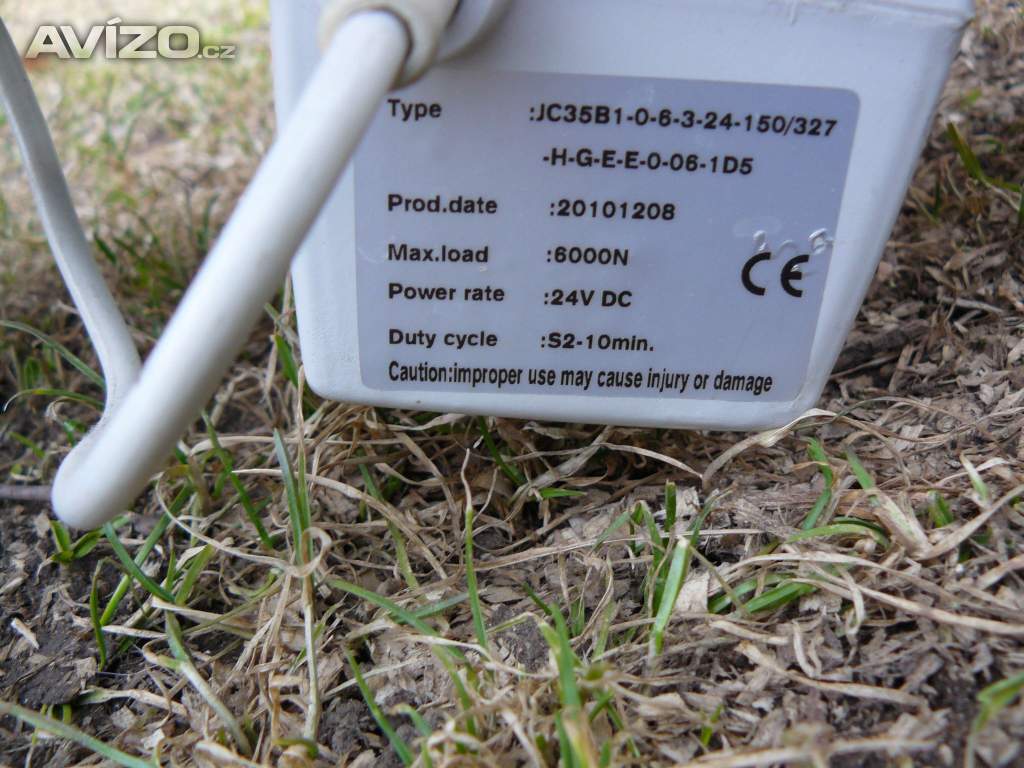 AVÍZO.cz
Type :JC35B1-0-6-3-24-150/327
-H-G-E-E-0-06-1D5
Prod.date :20101208
Max.load :6000N
Power rate :24V DC
Duty cycle :S2-10min.
Caution:improper use may cause injury or damage
CE